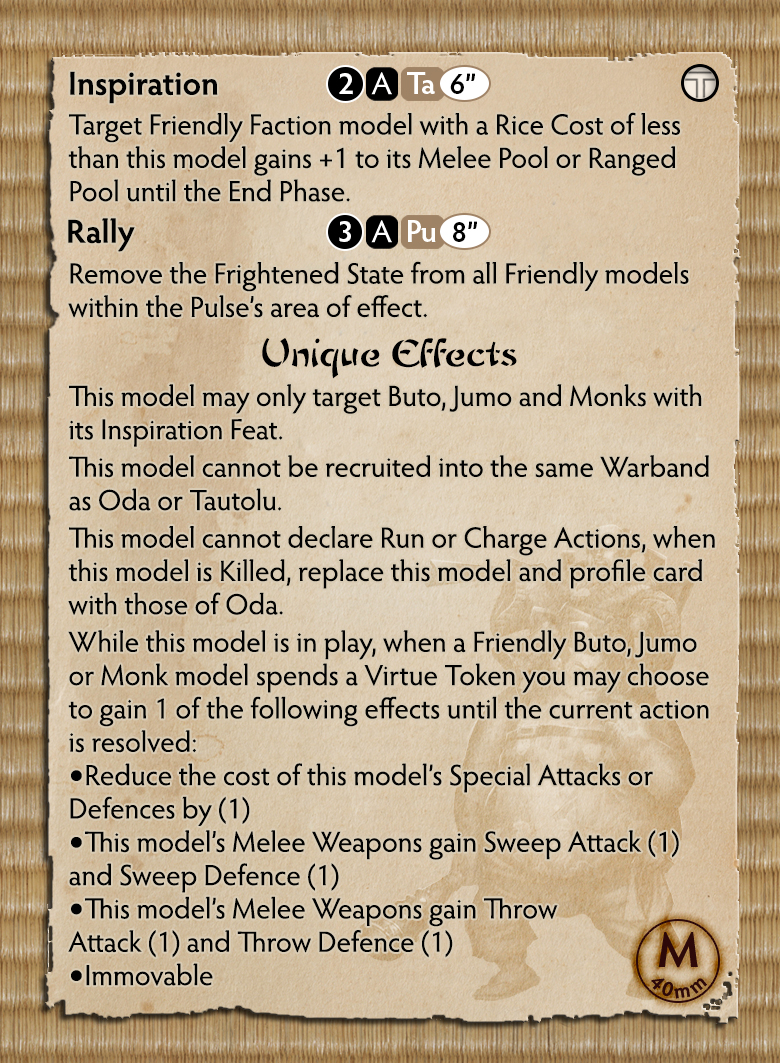 Inspiration 2 A Ta 6"
Target Friendly Faction model with a Rice Cost of less
than this model gains +1 to its Melee Pool or Ranged
Pool until the End Phase.
Rally 3 A Pu 8"
Remove the Frightened State from all Friendly models
within the Pulse's area of effect.
Unique Effects
This model may only target Buto, Jumo and Monks with
its Inspiration Feat.
This model cannot be recruited into the same Warband
as Oda or Tautolu.
This model cannot declare Run or Charge Actions, when
this model is Killed, replace this model and profile card
with those of Oda.
While this model is in play, when a Friendly Buto, Jumo
or Monk model spends a Virtue Token you may choose
to gain 1 of the following effects until the current action
is resolved:
•Reduce the cost of this model's Special Attacks or
Defences by (1)
•This model's Melee Weapons gain Sweep Attack (1)
and Sweep Defence (1)
•This model's Melee Weapons gain Throw
Attack (1) and Throw Defence (1)
•Immovable
M
40mm